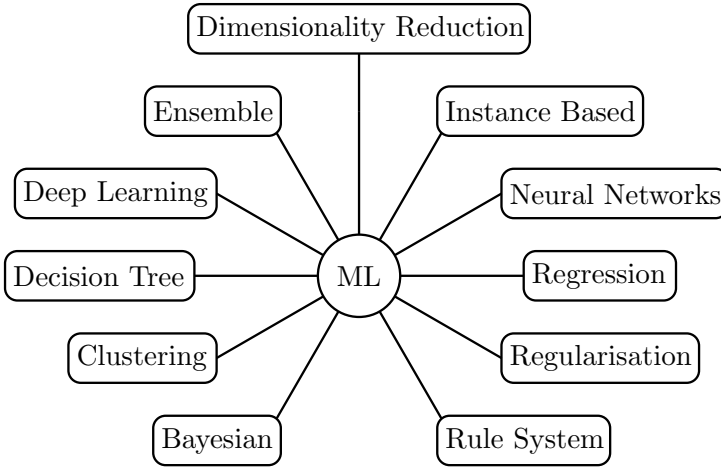 Dimensionality Reduction
Ensemble
Instance Based
Deep Learning
Neural Networks
Decision Tree
ML
Regression
Clustering
Regularisation
Bayesian
Rule System